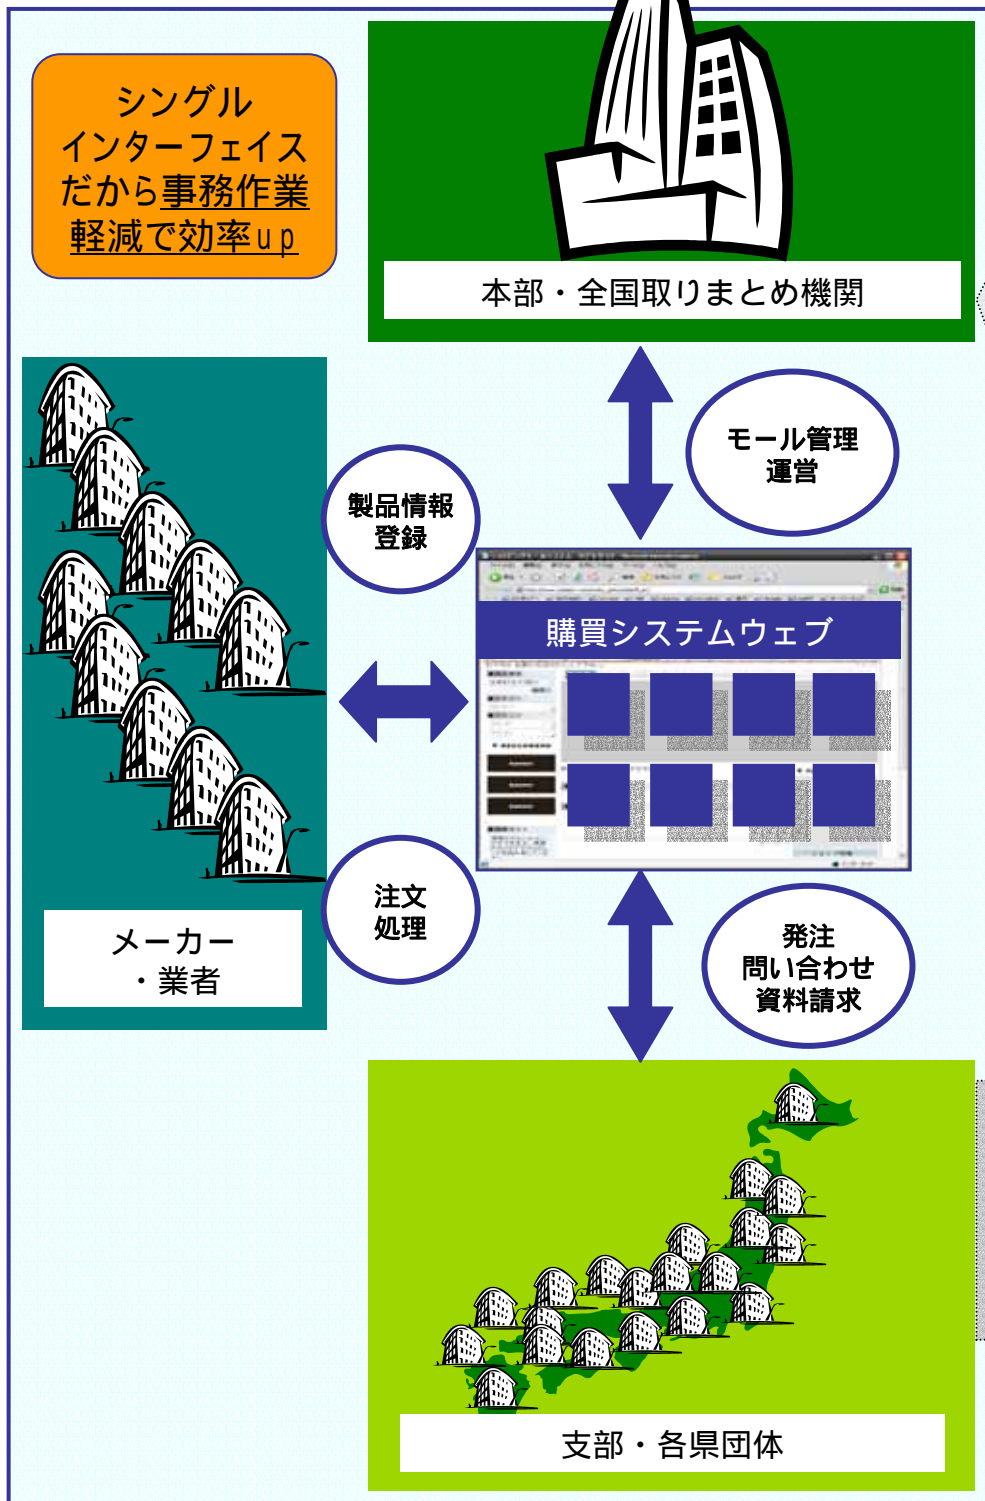 シングル
インターフェイス
だから事務作業
軽減で効率up
本部・全国取りまとめ機関
モール管理
運営
製品情報
登録
購買システムウェブ
注文
処理
メーカー
・業者
発注
問い合わせ
資料請求
支部・各県団体